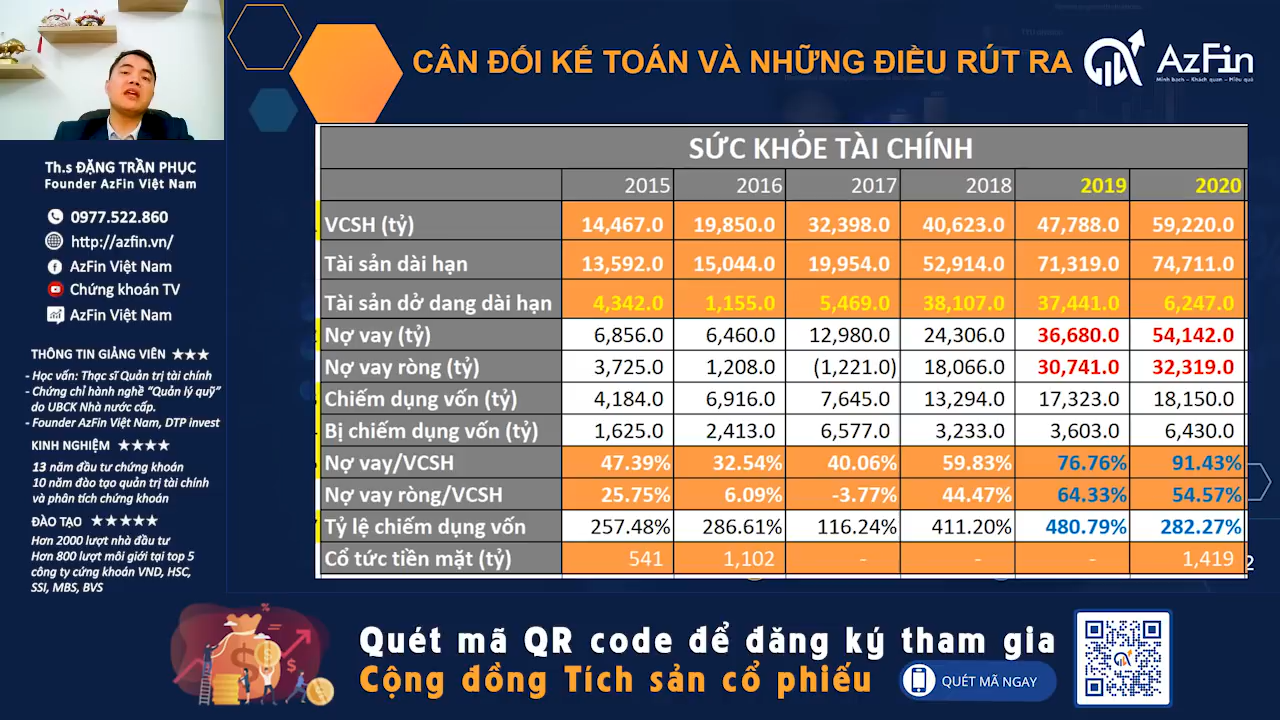 CÂN ĐỐI KẾ TOÁN VÀ NHỮNG ĐIỀU RÚT RA
AzFin
Minh bạch – Khách quan – Hiệu quả
Th.s ĐẶNG TRẦN PHỤC
Founder AzFin Việt Nam
0977.522.860
http://azfin.vn/
AzFin Việt Nam
Chứng khoán TV
AzFin Việt Nam
THÔNG TIN GIẢNG VIÊN ★★★
- Học vấn: Thạc sĩ Quản trị tài chính
- Chứng chỉ hành nghề "Quản lý quỹ"
do UBCK Nhà nước cấp.
- Founder AzFin Việt Nam, DTP invest
KINH NGHIỆM ★★★★
13 năm đầu tư chứng khoán
10 năm đào tạo quản trị tài chính
và phân tích chứng khoán
ĐÀO TẠO ★★★★★
Hơn 2000 lượt nhà đầu tư
Hơn 800 lượt môi giới tại top 5
công ty cứng khoán VND, HSC,
SSI, MBS, BVS
SỨC KHỎE TÀI CHÍNH
2015 2016 2017 2018 2019 2020
VCSH (tỷ) 14,467.0 19,850.0 32,398.0 40,623.0 47,788.0 59,220.0
Tài sản dài hạn 13,592.0 15,044.0 19,954.0 52,914.0 71,319.0 74,711.0
Tài sản dở dang dài hạn 4,342.0 1,155.0 5,469.0 38,107.0 37,441.0 6,247.0
Nợ vay (tỷ) 6,856.0 6,460.0 12,980.0 24,306.0 36,680.0 54,142.0
Nợ vay ròng (tỷ) 3,725.0 1,208.0 (1,221.0) 18,066.0 30,741.0 32,319.0
Chiếm dụng vốn (tỷ) 4,184.0 6,916.0 7,645.0 13,294.0 17,323.0 18,150.0
Bị chiếm dụng vốn (tỷ) 1,625.0 2,413.0 6,577.0 3,233.0 3,603.0 6,430.0
Nợ vay/VCSH 47.39% 32.54% 40.06% 59.83% 76.76% 91.43%
Nợ vay ròng/VCSH 25.75% 6.09% -3.77% 44.47% 64.33% 54.57%
Tỷ lệ chiếm dụng vốn 257.48% 286.61% 116.24% 411.20% 480.79% 282.27%
Cổ tức tiền mặt (tỷ) 541 1,102 - - - 1,419
2
Quét mã QR code để đăng ký tham gia
Cộng đồng Tích sản cổ phiếu
QUÉT MÃ NGAY